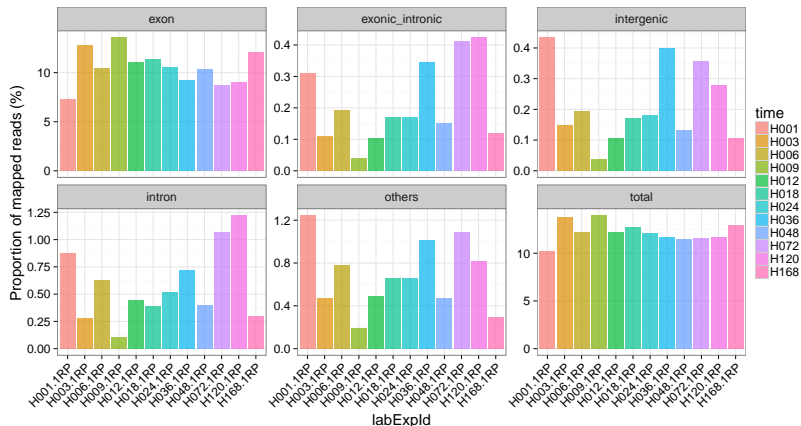 exon
exonic_intronic
intergenic
0
5
10
0.0
0.1
0.2
0.3
0.4
0.0
0.1
0.2
0.3
0.4
intron
others
total
0.00
0.25
0.50
0.75
1.00
1.25
0.0
0.4
0.8
1.2
0
5
10
H001.1RP
H003.1RP
H006.1RP
H009.1RP
H012.1RP
H018.1RP
H024.1RP
H036.1RP
H048.1RP
H072.1RP
H120.1RP
H168.1RP
H001.1RP
H003.1RP
H006.1RP
H009.1RP
H012.1RP
H018.1RP
H024.1RP
H036.1RP
H048.1RP
H072.1RP
H120.1RP
H168.1RP
H001.1RP
H003.1RP
H006.1RP
H009.1RP
H012.1RP
H018.1RP
H024.1RP
H036.1RP
H048.1RP
H072.1RP
H120.1RP
H168.1RP
labExpId
Proportion of mapped reads (%)
time
H001
H003
H006
H009
H012
H018
H024
H036
H048
H072
H120
H168